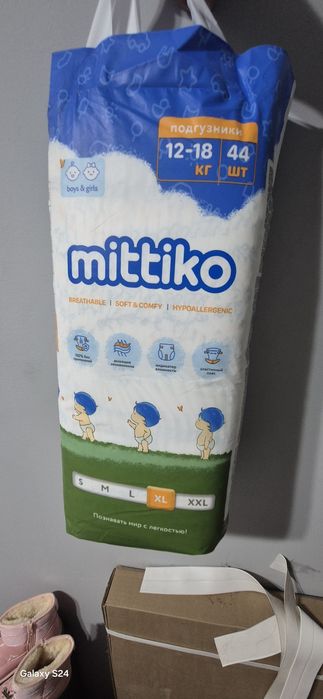 подгузники
12-18 44
КГ ШТ
boys & girls
mittiko
BREATHABLE | SOFT & COMFY | HYPOALLERGENIC
S M L XL XXL
Познавать мир с легкостью!
Galaxy S24